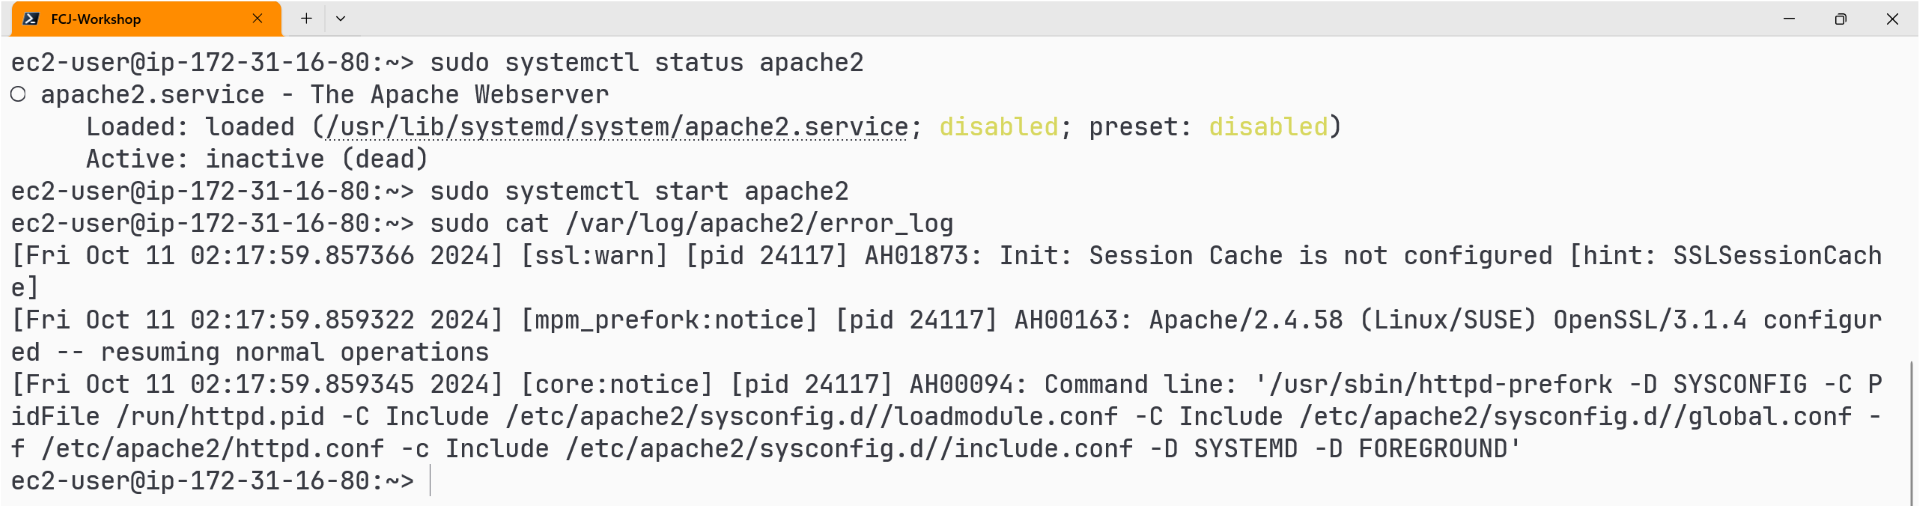 FCJ-Workshop
ec2-user@ip-172-31-16-80:~> sudo systemctl status apache2
○ apache2.service - The Apache Webserver
     Loaded: loaded (/usr/lib/systemd/system/apache2.service; disabled; preset: disabled)
     Active: inactive (dead)
ec2-user@ip-172-31-16-80:~> sudo systemctl start apache2
ec2-user@ip-172-31-16-80:~> sudo cat /var/log/apache2/error_log
[Fri Oct 11 02:17:59.857366 2024] [ssl:warn] [pid 24117] AH01873: Init: Session Cache is not configured [hint: SSLSessionCach
e]
[Fri Oct 11 02:17:59.859322 2024] [mpm_prefork:notice] [pid 24117] AH00163: Apache/2.4.58 (Linux/SUSE) OpenSSL/3.1.4 configur
ed -- resuming normal operations
[Fri Oct 11 02:17:59.859345 2024] [core:notice] [pid 24117] AH00094: Command line: '/usr/sbin/httpd-prefork -D SYSCONFIG -C P
idFile /run/httpd.pid -C Include /etc/apache2/sysconfig.d//loadmodule.conf -C Include /etc/apache2/sysconfig.d//global.conf -
f /etc/apache2/httpd.conf -c Include /etc/apache2/sysconfig.d//include.conf -D SYSTEMD -D FOREGROUND'
ec2-user@ip-172-31-16-80:~>